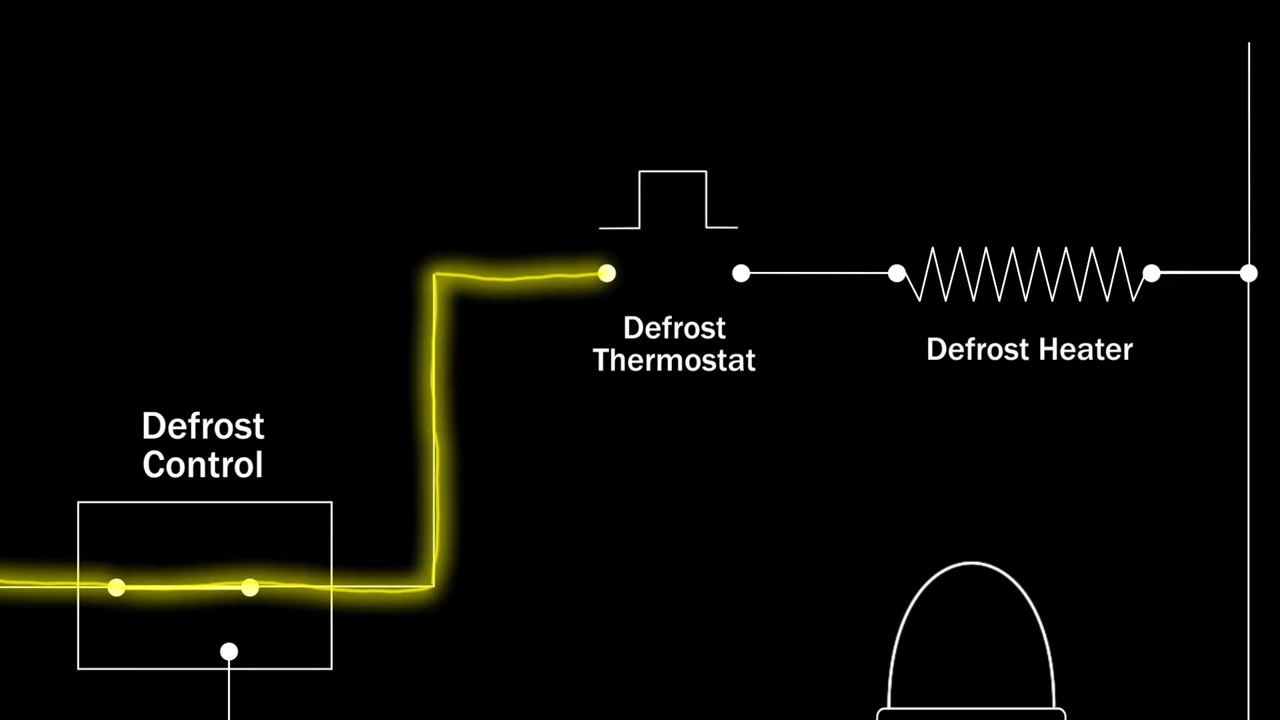 Defrost
Thermostat
Defrost Heater
Defrost
Control